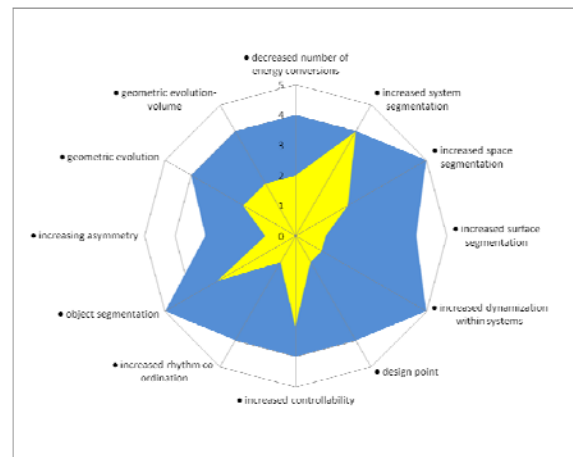 • decreased number of
energy conversions
• geometric evolution-
volume
• increased system
segmentation
5
4
• geometric evolution
• increased space
segmentation
3
2
1
• increasing asymmetry
0
• increased surface
segmentation
• object segmentation
• increased dynamization
within systems
• increased rhythm co
ordination
• design point
• increased controllability